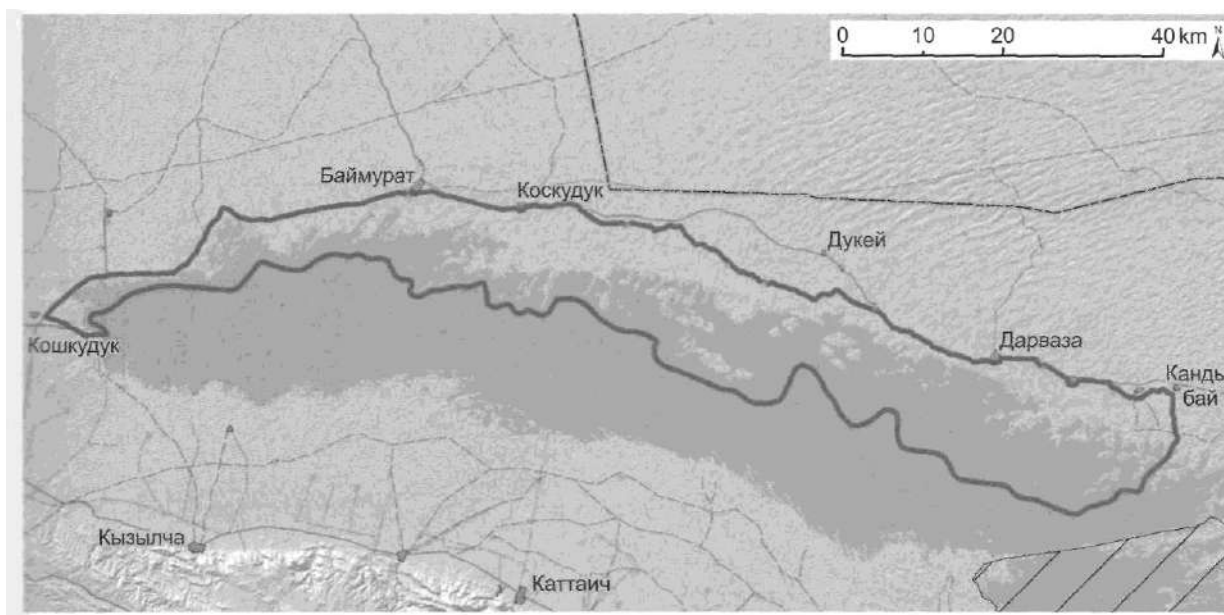 0 10 20 40 km N
Баймурат
Коскудук
Дукей
Кошкудук
Дарваза
Канды
бай
Кызылча
Каттаич